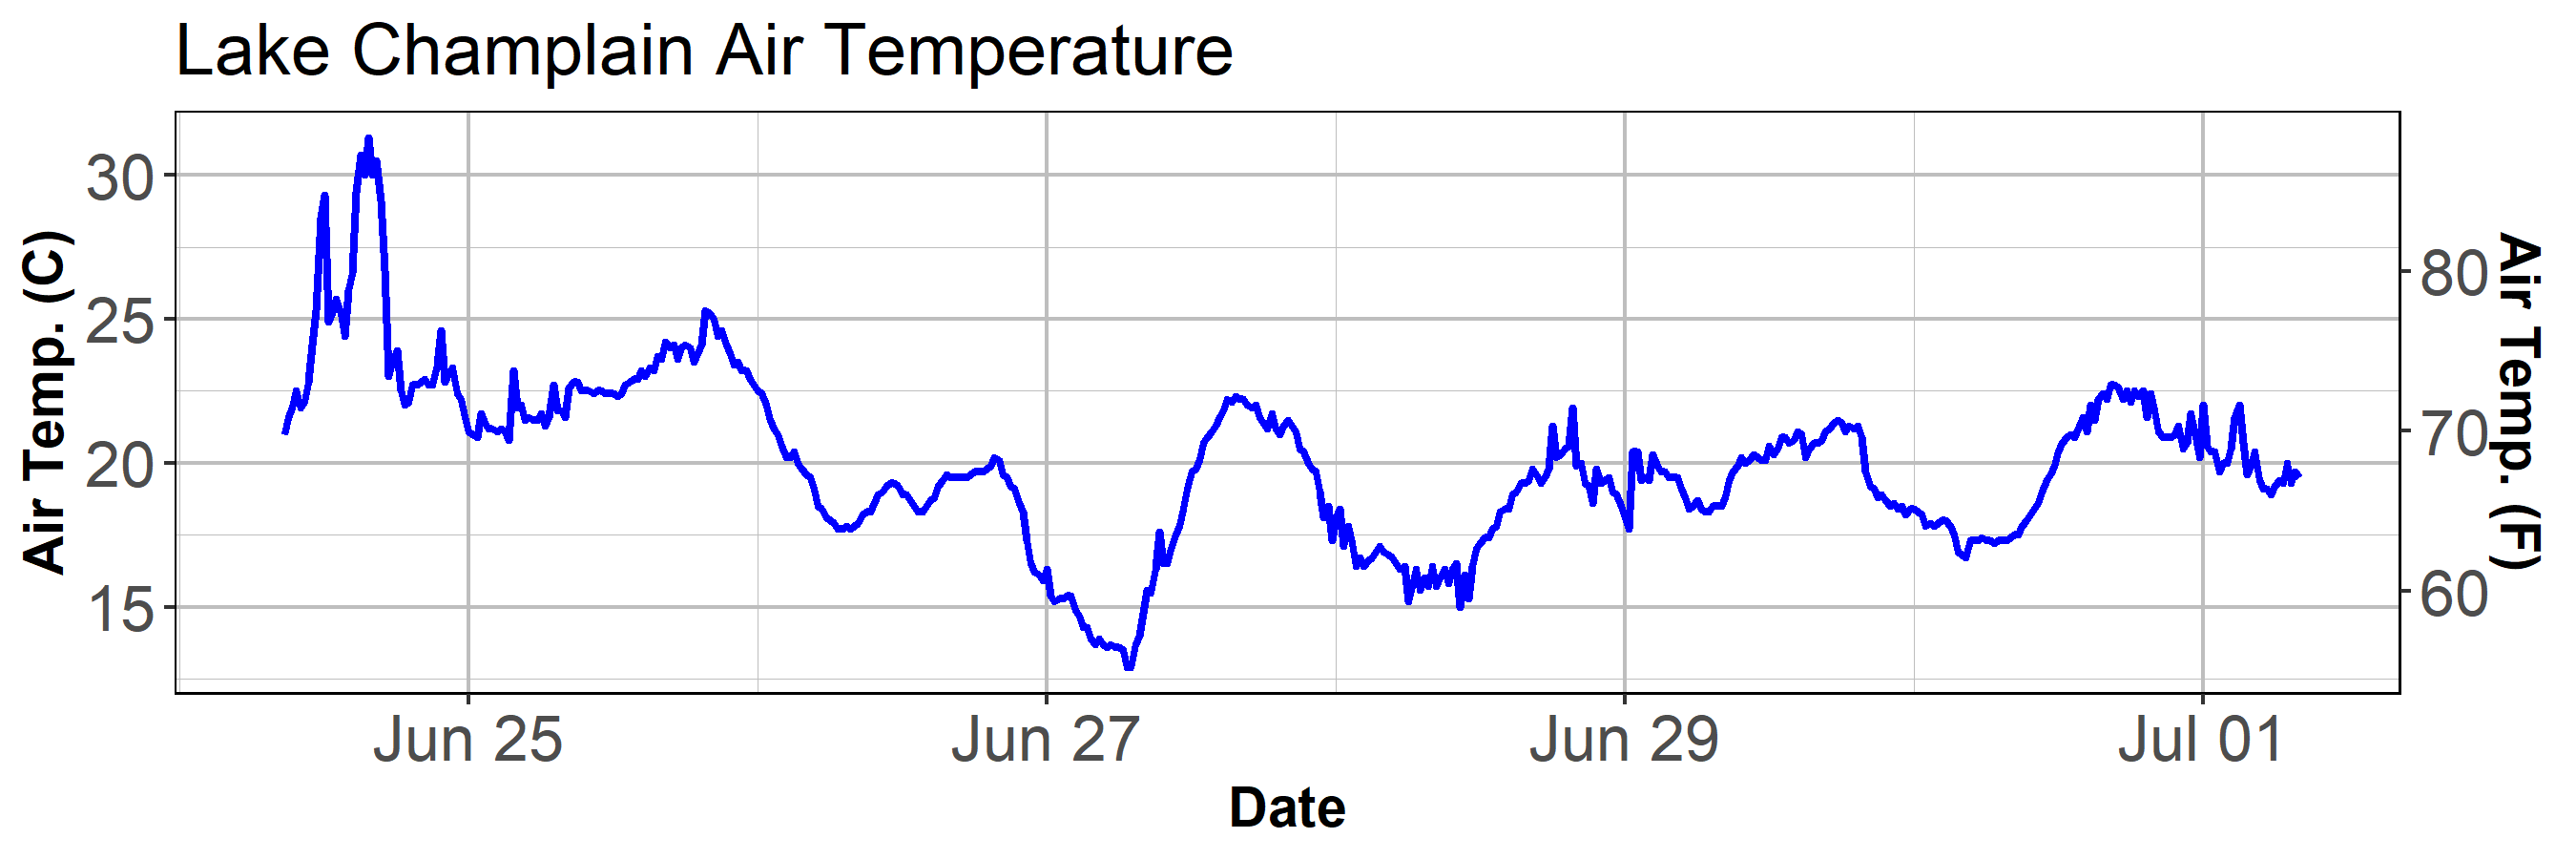 Lake Champlain Air Temperature
30
25
20
15
Air Temp. (C)
80
70
60
Air Temp. (F)
Jun 25
Jun 27
Jun 29
Jul 01
Date